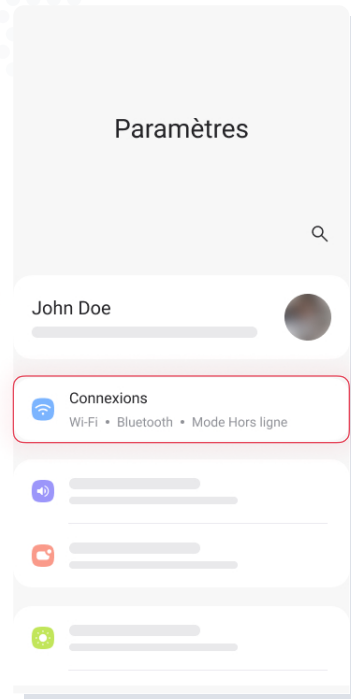 Paramètres
John Doe
Connexions
Wi-Fi • Bluetooth • Mode Hors ligne